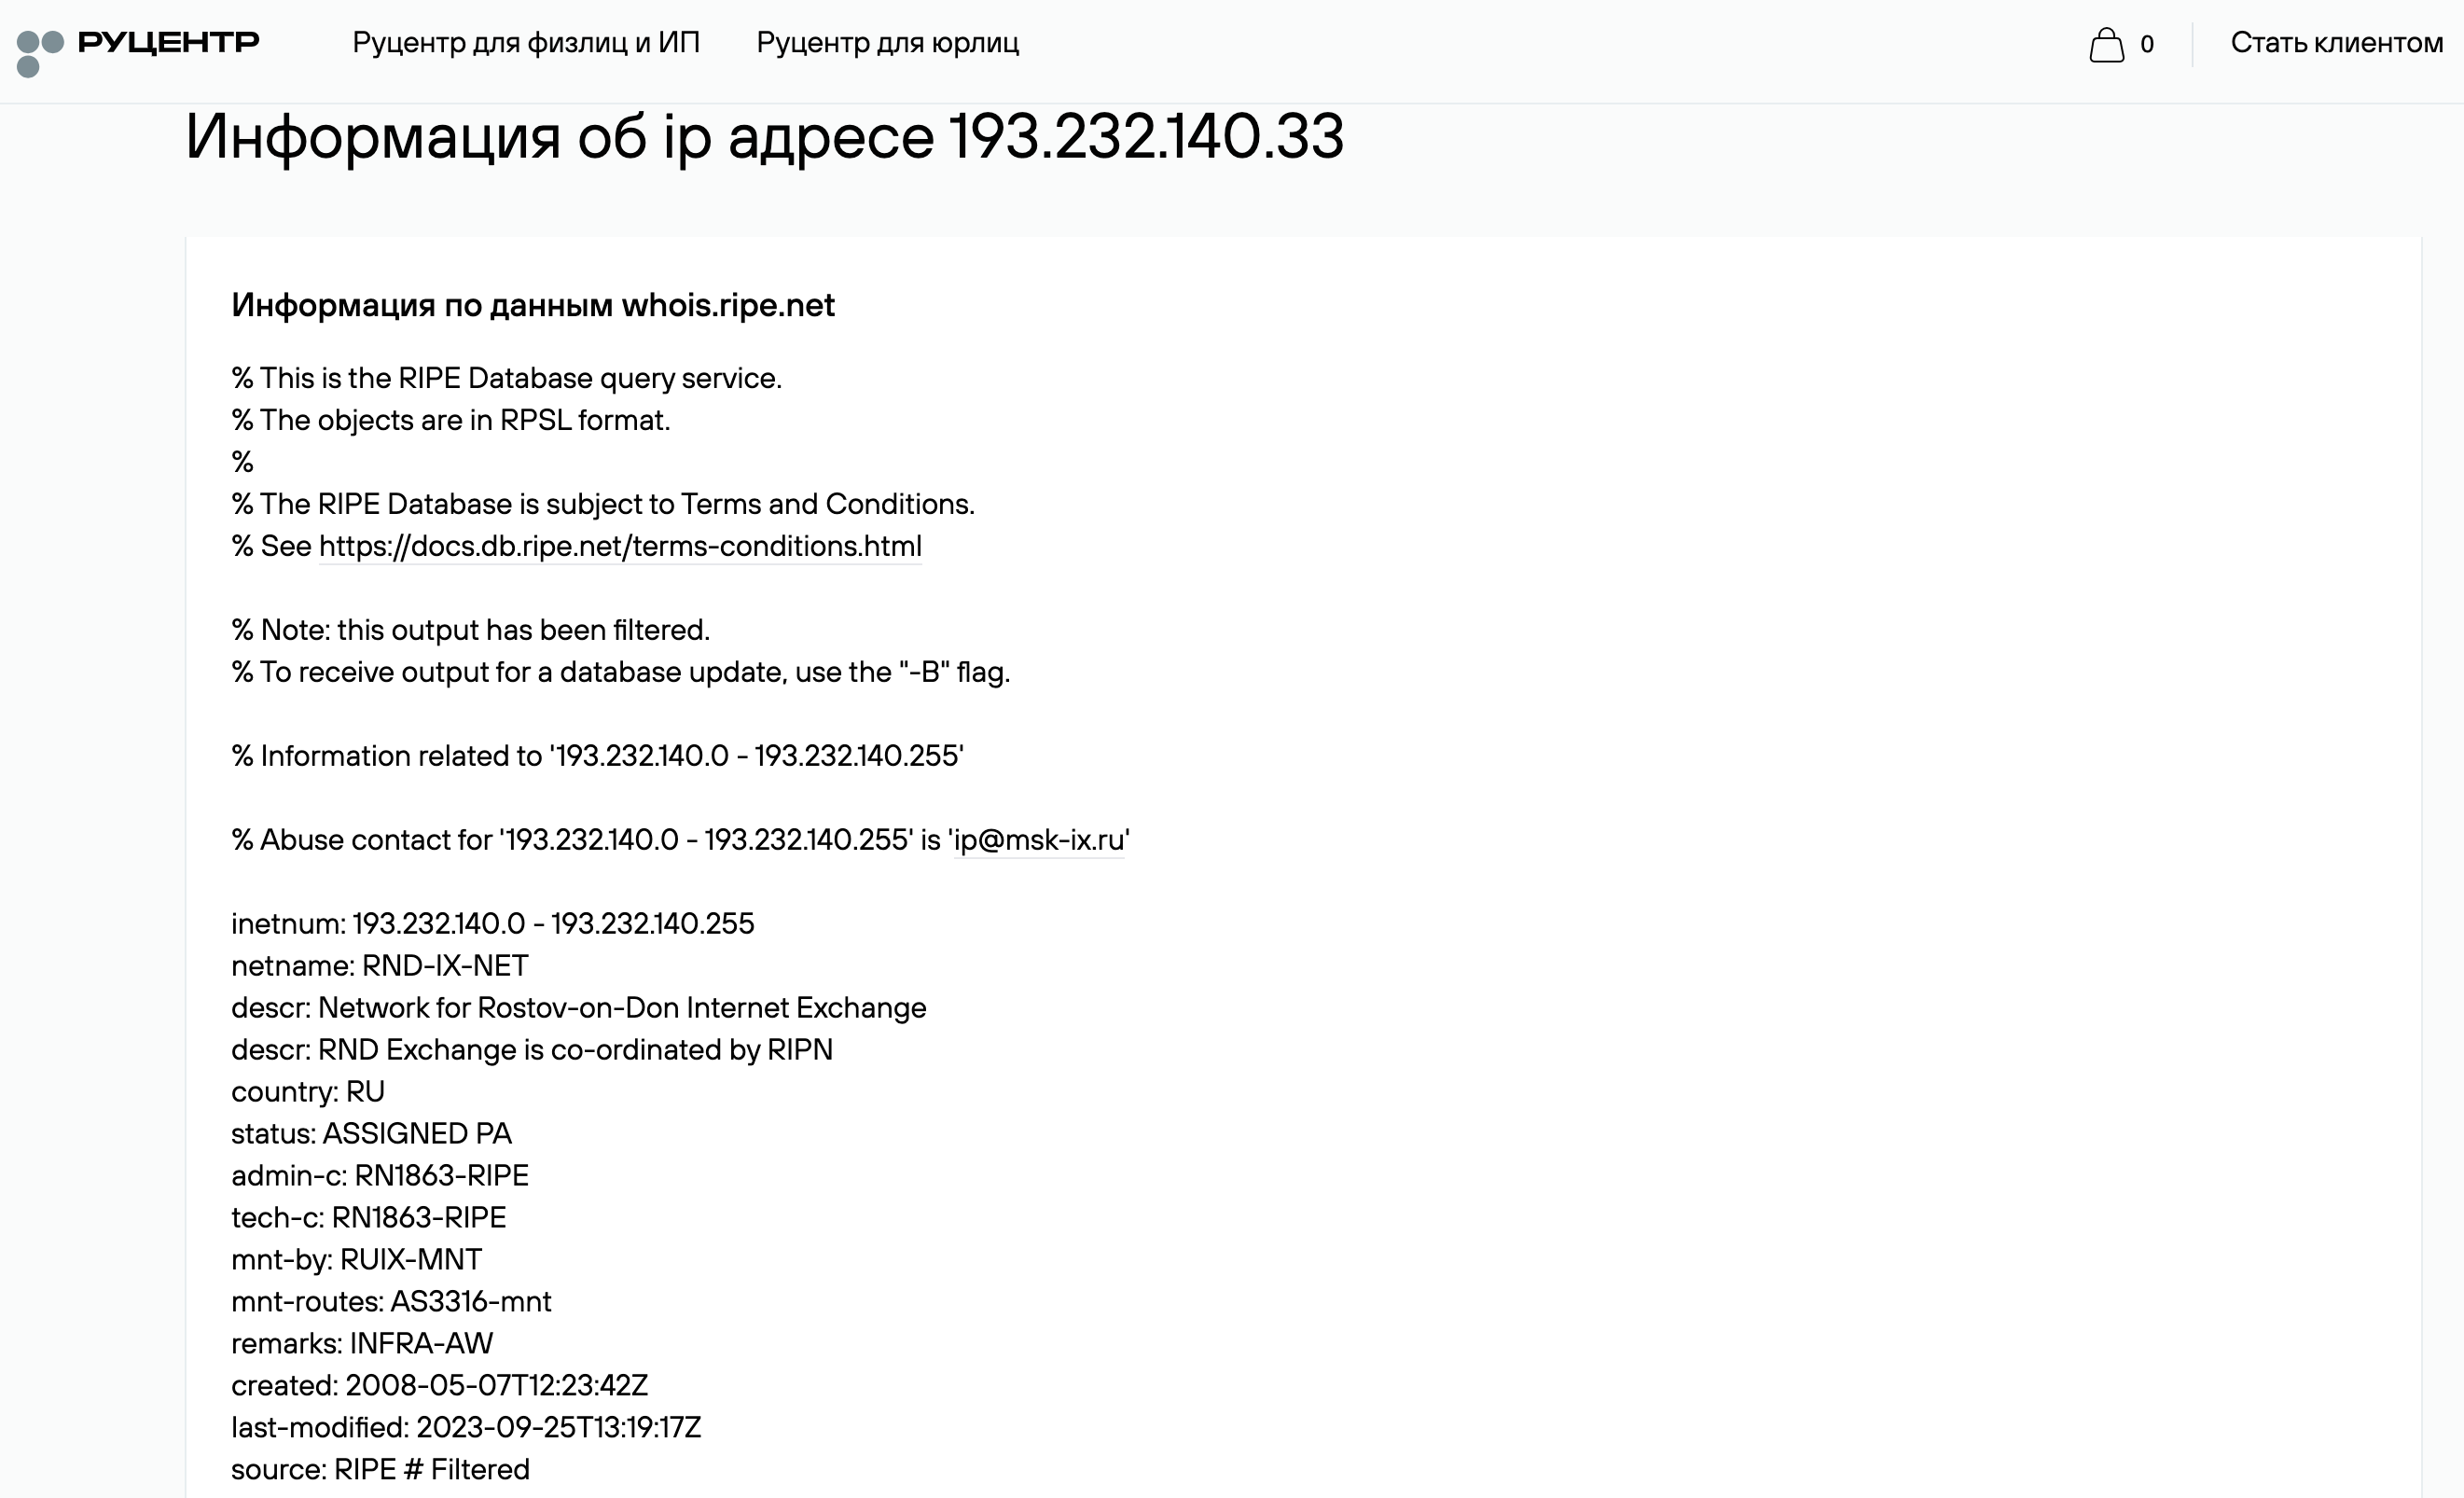 РУЦЕНТР
Руцентр для физлиц и ИП
Руцентр для юрлиц
0
Стать клиентом
Информация об ip адресе 193.232.140.33
Информация по данным whois.ripe.net
% This is the RIPE Database query service.
% The objects are in RPSL format.
%
% The RIPE Database is subject to Terms and Conditions.
% See https://docs.db.ripe.net/terms-conditions.html
% Note: this output has been filtered.
% To receive output for a database update, use the "-B" flag.
% Information related to '193.232.140.0 - 193.232.140.255'
% Abuse contact for '193.232.140.0 - 193.232.140.255' is 'ip@msk-ix.ru'
inetnum: 193.232.140.0 - 193.232.140.255
netname: RND-IX-NET
descr: Network for Rostov-on-Don Internet Exchange
descr: RND Exchange is co-ordinated by RIPN
country: RU
status: ASSIGNED PA
admin-c: RN1863-RIPE
tech-c: RN1863-RIPE
mnt-by: RUIX-MNT
mnt-routes: AS3316-mnt
remarks: INFRA-AW
created: 2008-05-07T12:23:42Z
last-modified: 2023-09-25T13:19:17Z
source: RIPE # Filtered